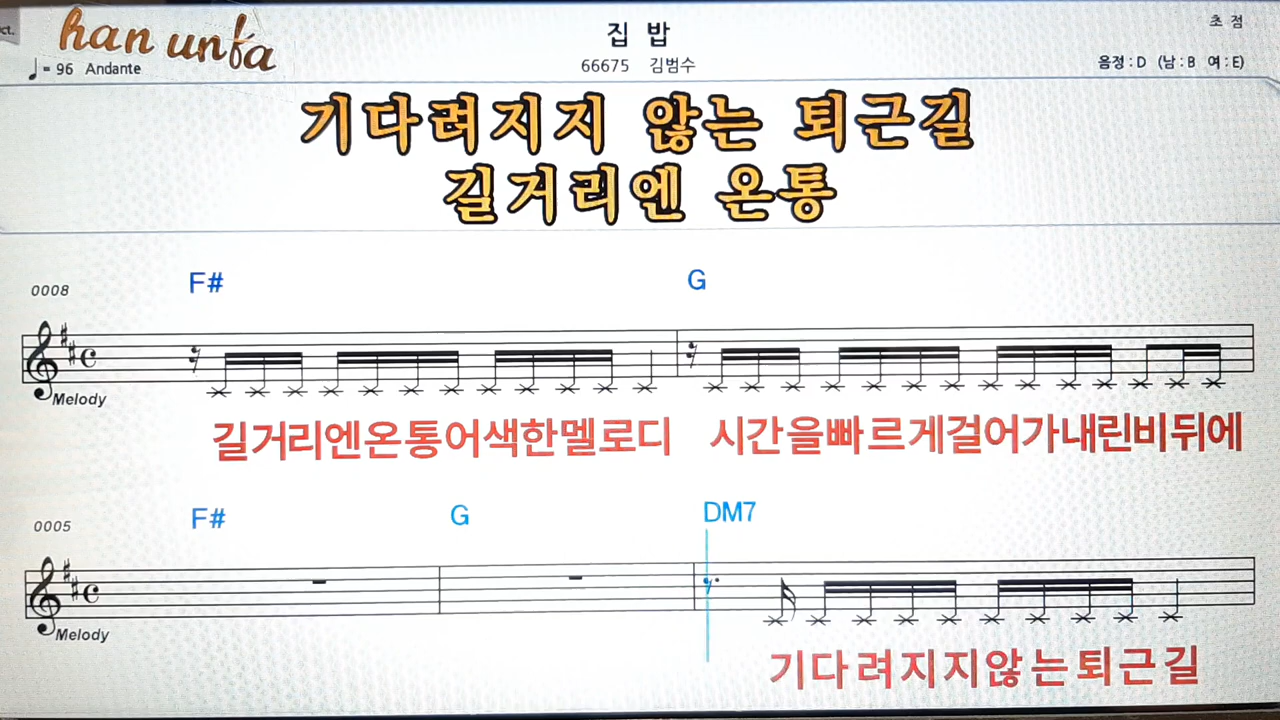 ct.
han unfa
♩= 96 Andante
집 밥
66675 김범수
초 점
음정 : D (남 : B 여 : E)
기다려지지 않는 퇴근길
길거리엔 온통
0008
F# G
Melody
길거리엔온통어색한멜로디 시간을빠르게걸어가내린비뒤에
0005
F# G DM7
Melody
기다려지지않는퇴근길